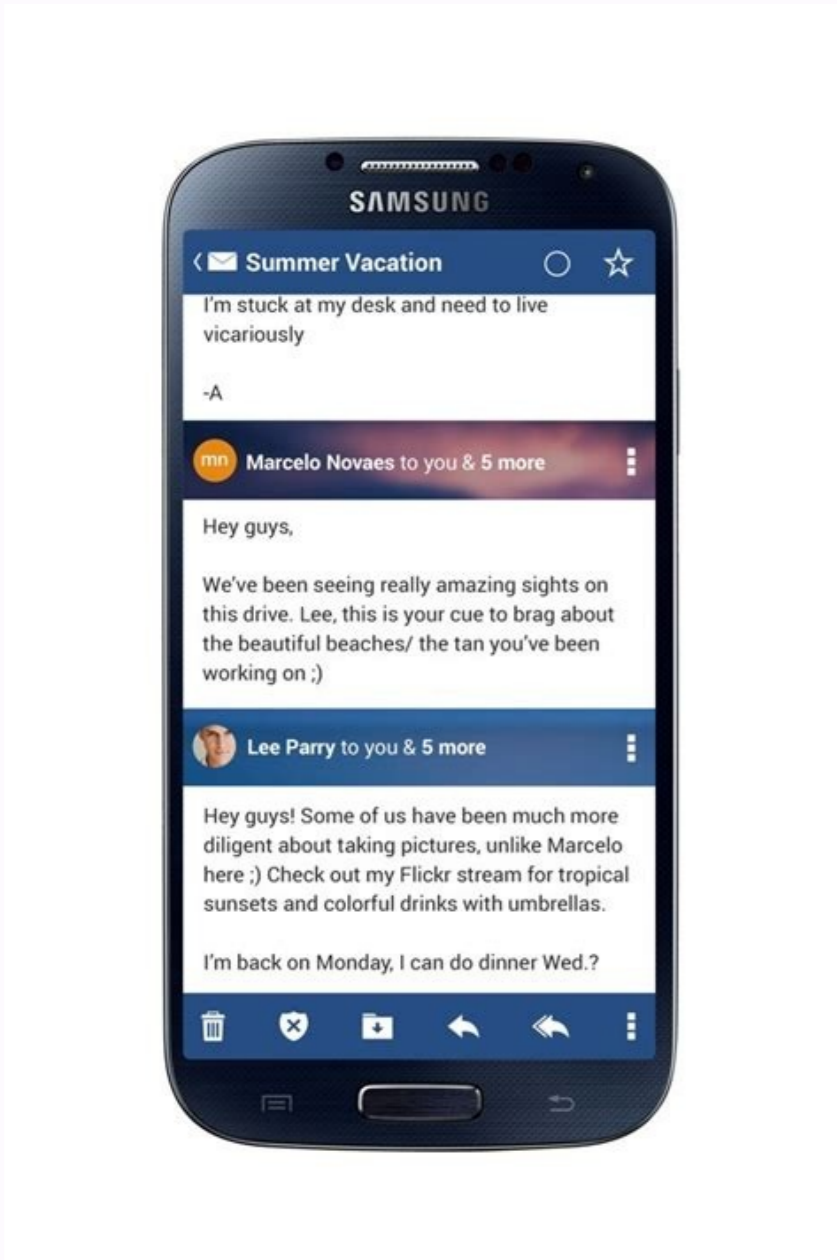 SAMSUNG
Summer Vacation
I'm stuck at my desk and need to live
vicariously
-A
mn Marcelo Novaes to you & 5 more
Hey guys,
We've been seeing really amazing sights on
this drive. Lee, this is your cue to brag about
the beautiful beaches/ the tan you've been
working on ;)
Lee Parry to you & 5 more
Hey guys! Some of us have been much more
diligent about taking pictures, unlike Marcelo
here ;) Check out my Flickr stream for tropical
sunsets and colorful drinks with umbrellas.
I'm back on Monday, I can do dinner Wed.?